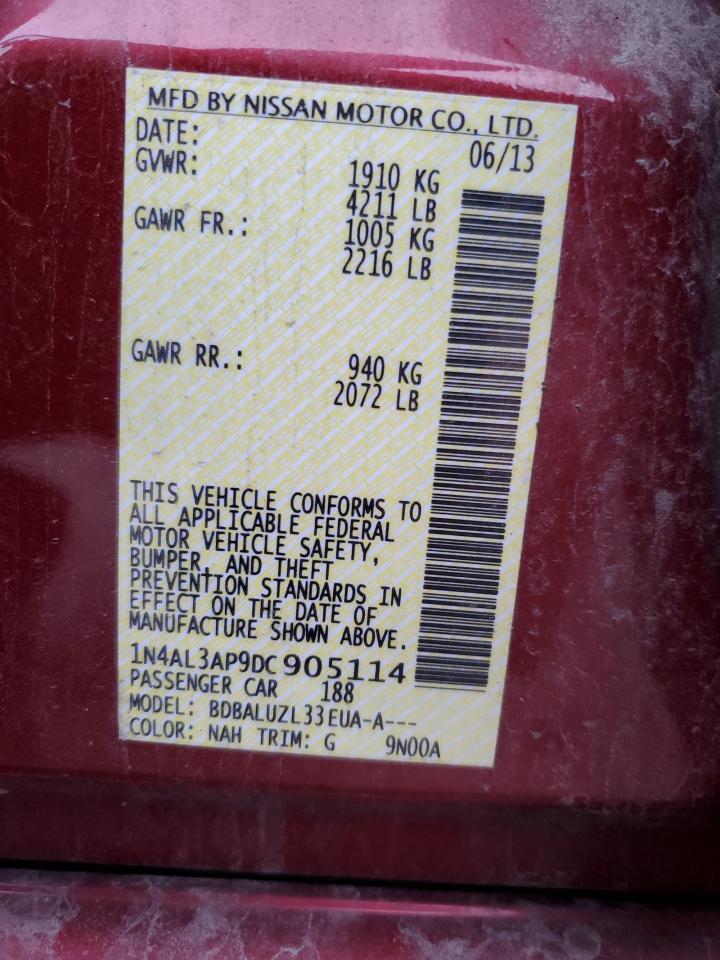 MFD BY NISSAN MOTOR CO., LTD.
DATE: 06/13
GVWR: 1910 KG
4211 LB
GAWR FR.: 1005 KG
2216 LB
GAWR RR.: 940 KG
2072 LB
THIS VEHICLE CONFORMS TO
ALL APPLICABLE FEDERAL
MOTOR VEHICLE SAFETY,
BUMPER, AND THEFT
PREVENTION STANDARDS IN
EFFECT ON THE DATE OF
MANUFACTURE SHOWN ABOVE.
1N4AL3AP9DC905114
PASSENGER CAR 188
MODEL: BDBALUZL33EUA-A---
COLOR: NAH TRIM: G 9N00A